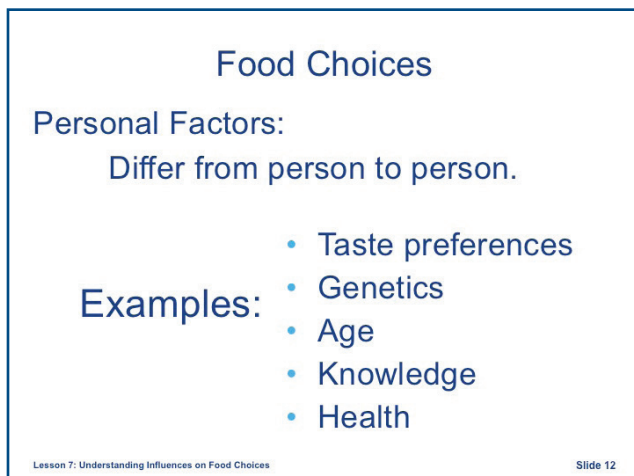 Food Choices
Personal Factors:
Differ from person to person.
Examples:
• Taste preferences
• Genetics
• Age
• Knowledge
• Health
Lesson 7: Understanding Influences on Food Choices
Slide 12